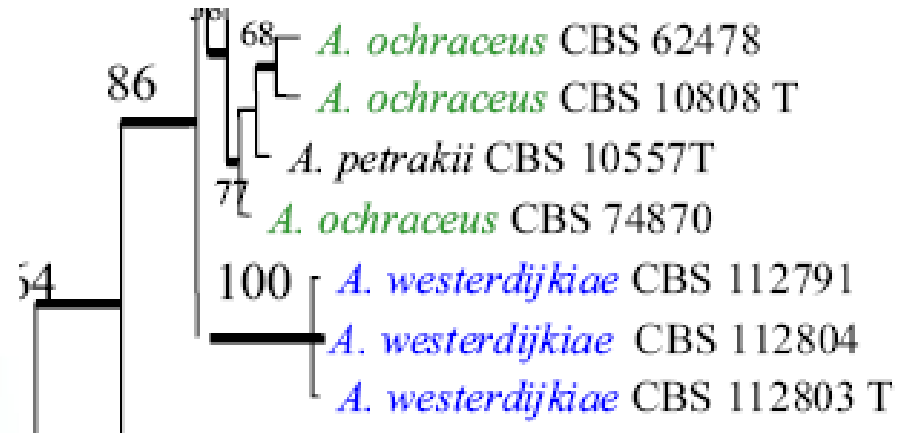 68
A. ochraceus CBS 62478
86
A. ochraceus CBS 10808 T
A. petrakii CBS 10557T
77
A. ochraceus CBS 74870
100
A. westerdijkiae CBS 112791
A. westerdijkiae CBS 112804
A. westerdijkiae CBS 112803 T